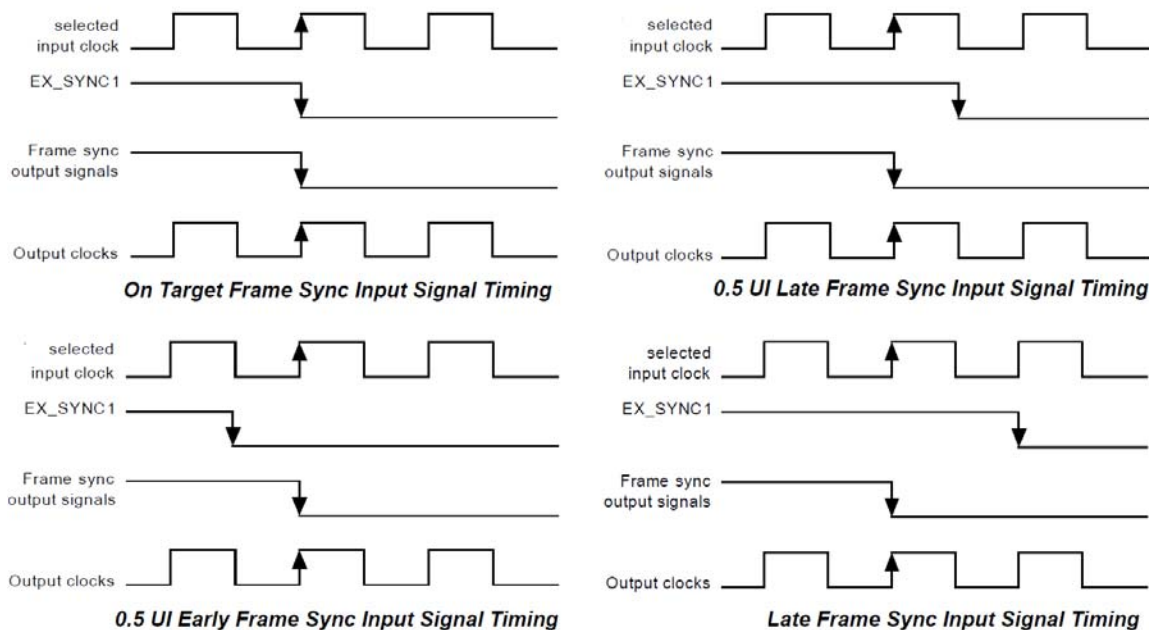 selected
input clock
EX_SYNC1
Frame sync
output signals
Output clocks
On Target Frame Sync Input Signal Timing
selected
input clock
EX_SYNC1
Frame sync
output signals
Output clocks
0.5 UI Late Frame Sync Input Signal Timing
selected
input clock
EX_SYNC1
Frame sync
output signals
Output clocks
0.5 UI Early Frame Sync Input Signal Timing
selected
input clock
EX_SYNC1
Frame sync
output signals
Output clocks
Late Frame Sync Input Signal Timing